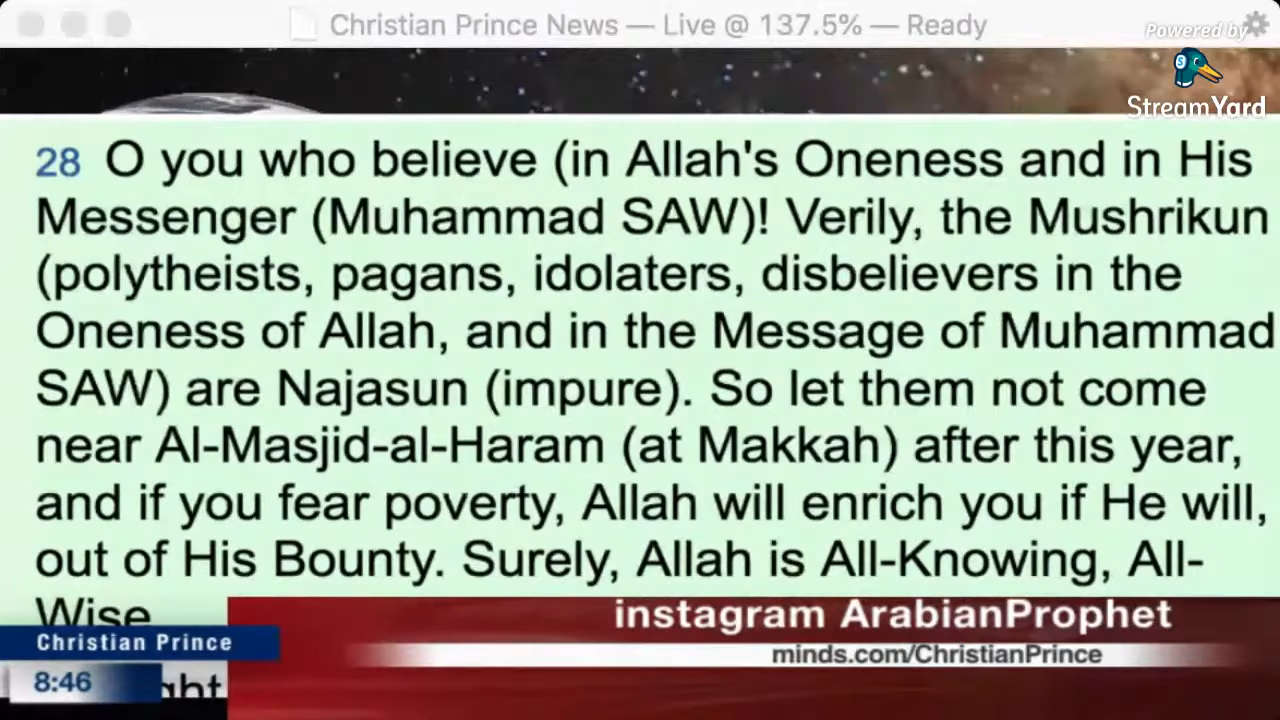 Christian Prince News — Live @ 137.5% — Ready
Powered by
StreamYard
28 O you who believe (in Allah's Oneness and in His
Messenger (Muhammad SAW)! Verily, the Mushrikun
(polytheists, pagans, idolaters, disbelievers in the
Oneness of Allah, and in the Message of Muhammad
SAW) are Najasun (impure). So let them not come
near Al-Masjid-al-Haram (at Makkah) after this year,
and if you fear poverty, Allah will enrich you if He will,
out of His Bounty. Surely, Allah is All-Knowing, All-
Wise
instagram ArabianProphet
Christian Prince
minds.com/ChristianPrince
8:46